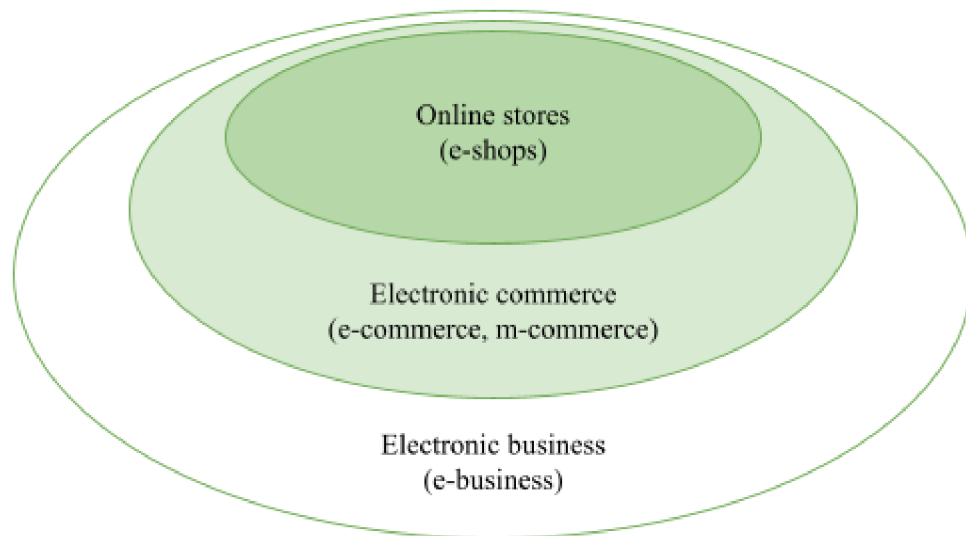 Online stores
(e-shops)
Electronic commerce
(e-commerce, m-commerce)
Electronic business
(e-business)